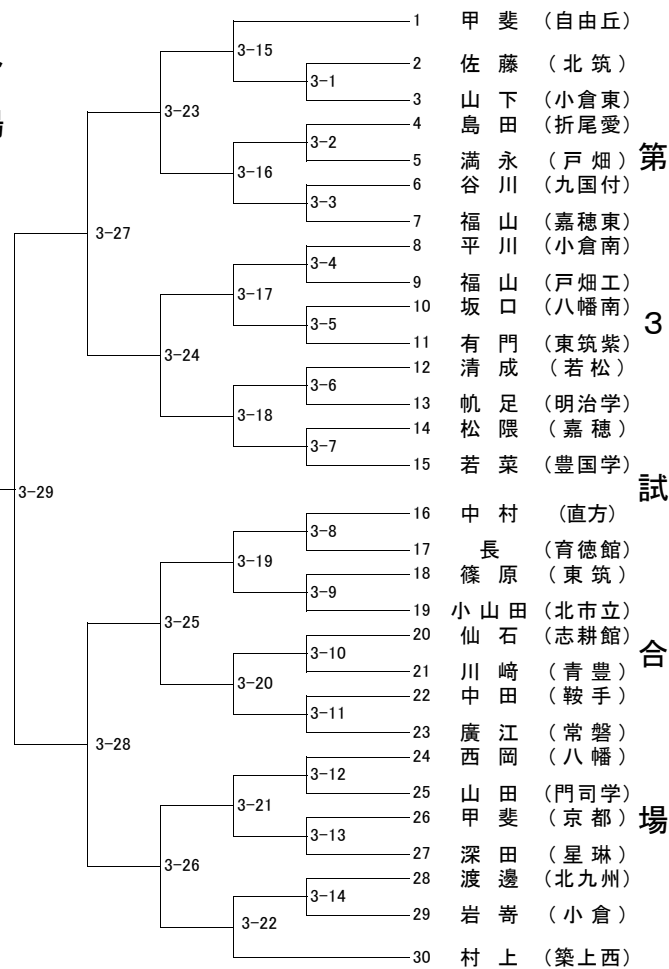 1 甲斐 (自由丘)
3-15
2 佐藤 (北筑)
3-1
3 山下 (小倉東)
3-23
4 島田 (折尾愛)
3-2
5 満永 (戸畑)
3-16
6 谷川 (九国付)
3-3
7 福山 (嘉穂東)
3-27
8 平川 (小倉南)
3-4
9 福山 (戸畑工)
3-17
10 坂口 (八幡南)
3-5
11 有門 (東筑紫)
3-24
12 清成 (若松)
3-6
13 帆足 (明治学)
3-18
14 松隈 (嘉穂)
3-7
15 若菜 (豊国学)
3-29
16 中村 (直方)
3-8
17 長 (育徳館)
3-19
18 篠原 (東筑)
3-9
19 小山田 (北市立)
3-25
20 仙石 (志耕館)
3-10
21 川﨑 (青豊)
3-20
22 中田 (鞍手)
3-11
23 廣江 (常磐)
3-28
24 西岡 (八幡)
3-12
25 山田 (門司学)
3-21
26 甲斐 (京都)
3-13
27 深田 (星琳)
3-26
28 渡邊 (北九州)
3-14
29 岩嵜 (小倉)
3-22
30 村上 (築上西)
第3試合場